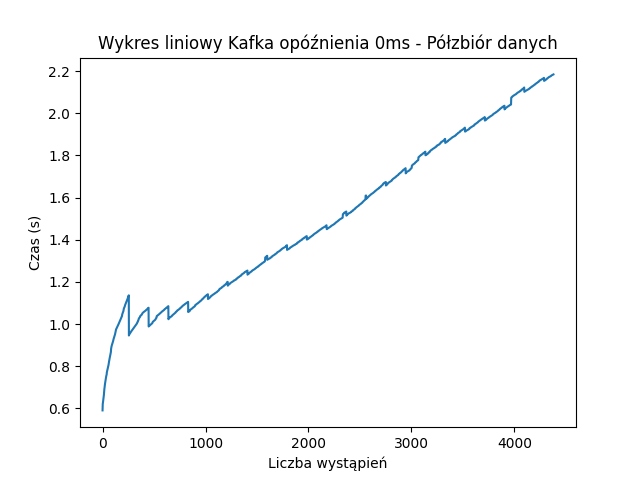 Wykres liniowy Kafka opóźnienia 0ms - Półzbiór danych
2.2
2.0
1.8
1.6
1.4
1.2
1.0
0.8
0.6
Czas (s)
0 1000 2000 3000 4000
Liczba wystąpień